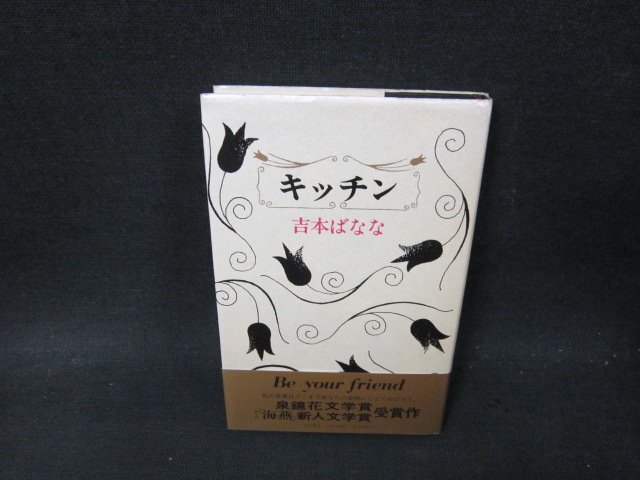 キッチン
吉本ばなな
Be your friend
泉鏡花文学賞
海燕新人文学賞
受賞作